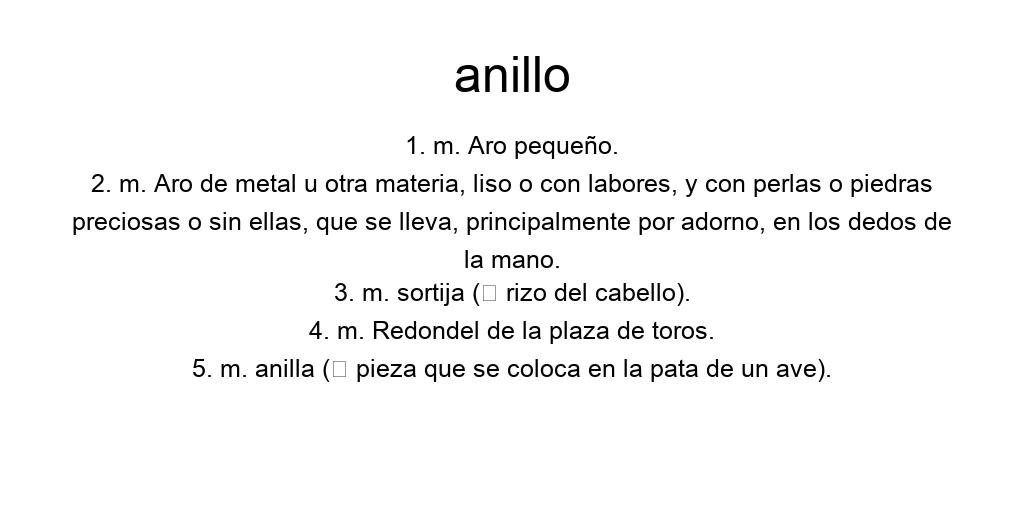 anillo
1. m. Aro pequeño.
2. m. Aro de metal u otra materia, liso o con labores, y con perlas o piedras
preciosas o sin ellas, que se lleva, principalmente por adorno, en los dedos de
la mano.
3. m. sortija (▯ rizo del cabello).
4. m. Redondel de la plaza de toros.
5. m. anilla (▯ pieza que se coloca en la pata de un ave).